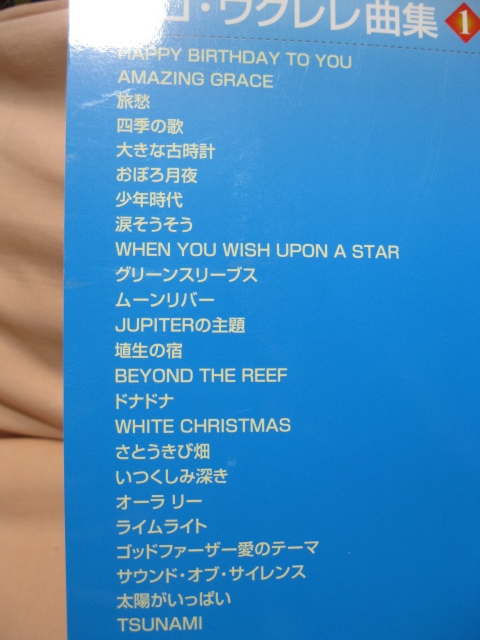 ロ・ウクレレ曲集 1
HAPPY BIRTHDAY TO YOU
AMAZING GRACE
旅愁
四季の歌
大きな古時計
おぼろ月夜
少年時代
涙そうそう
WHEN YOU WISH UPON A STAR
グリーンスリーブス
ムーンリバー
JUPITERの主題
埴生の宿
BEYOND THE REEF
ドナドナ
WHITE CHRISTMAS
さとうきび畑
いつくしみ深き
オーラ リー
ライムライト
ゴッドファーザー愛のテーマ
サウンド・オブ・サイレンス
太陽がいっぱい
TSUNAMI